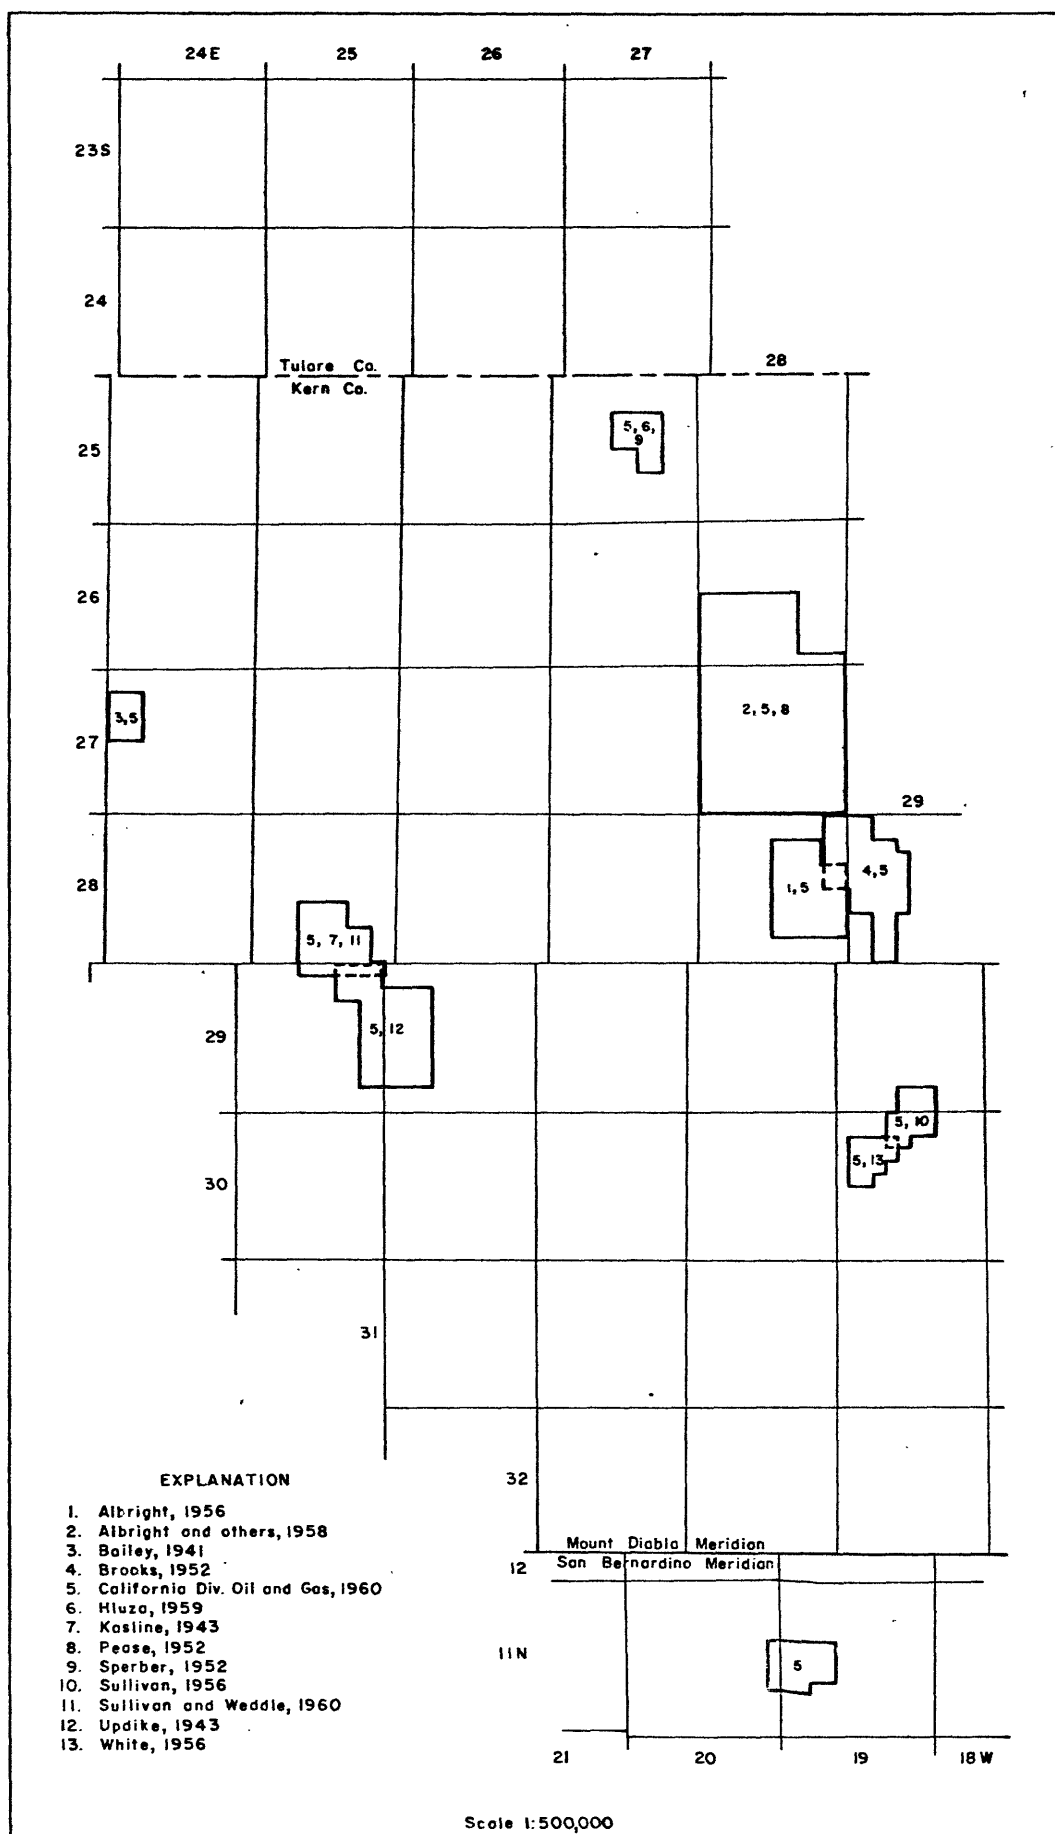 24E 25 26 27
23S
24
Tulare Co.
28
Kern Co.
5, 6,
9
25
26
2, 5, 8
3, 5
27
29
28
4, 5
1, 5
5, 7, 11
5, 12
29
5, 10
5, 13
30
31
EXPLANATION
32
1. Albright, 1956
2. Albright and others, 1958
3. Bailey, 1941
4. Brooks, 1952
5. California Div. Oil and Gas, 1960
6. Hluza, 1959
7. Kasline, 1943
8. Pease, 1952
9. Sperber, 1952
10. Sullivan, 1956
11. Sullivan and Weddle, 1960
12. Updike, 1943
13. White, 1956
Mount Diabla Meridian
San Bernardino Meridian
12
11N
5
21 20 19 18W
Scale 1:500,000